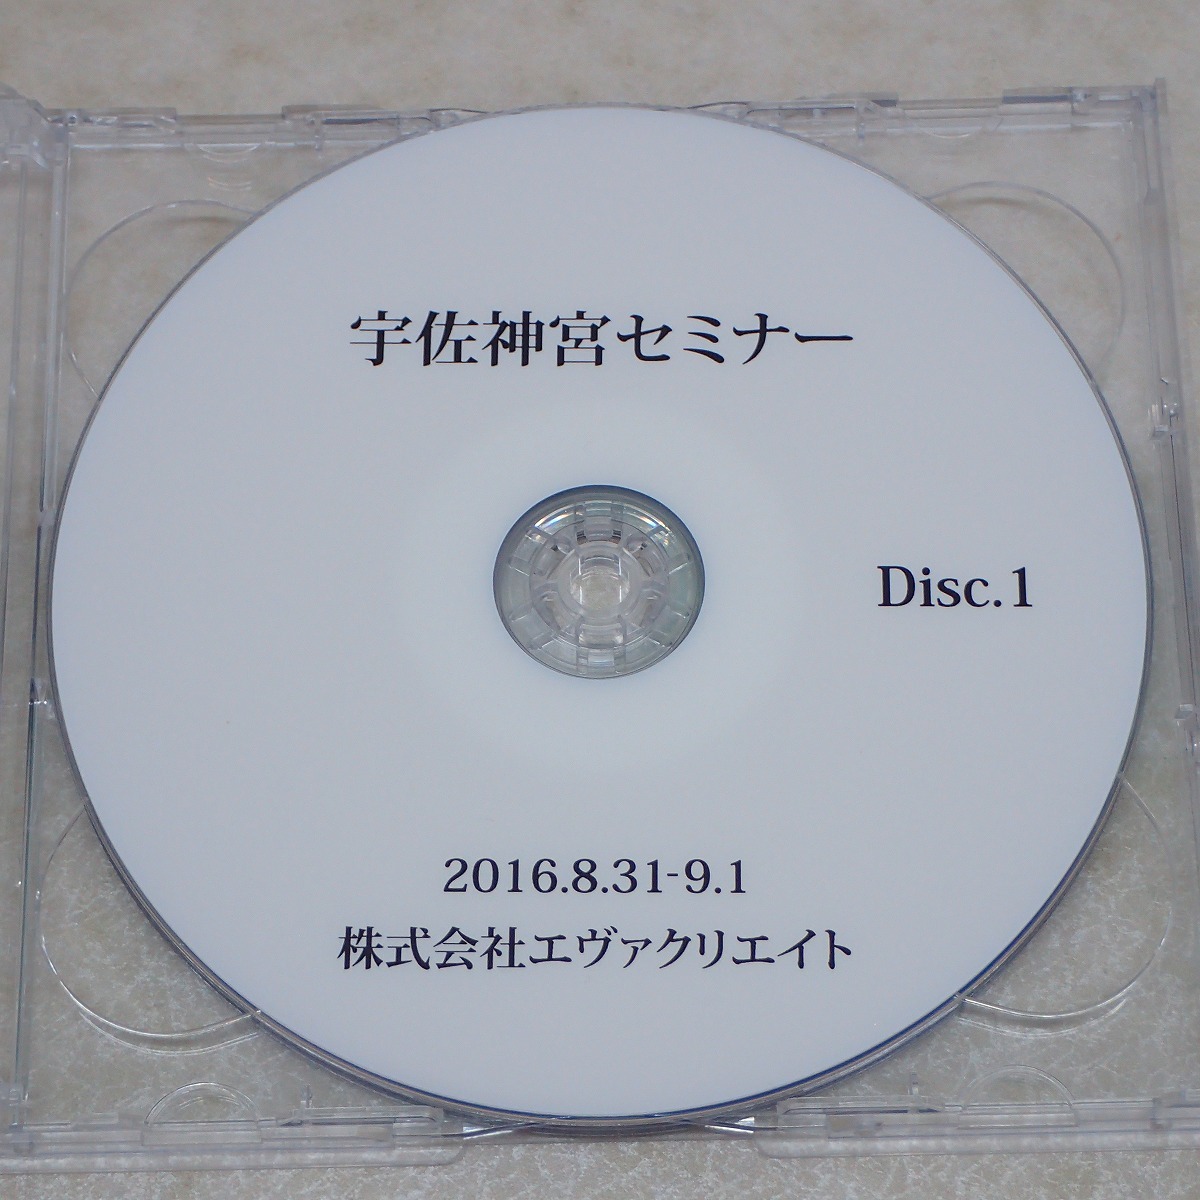 宇佐神宮セミナー
Disc.1
2016.8.31-9.1
株式会社エヴァクリエイト